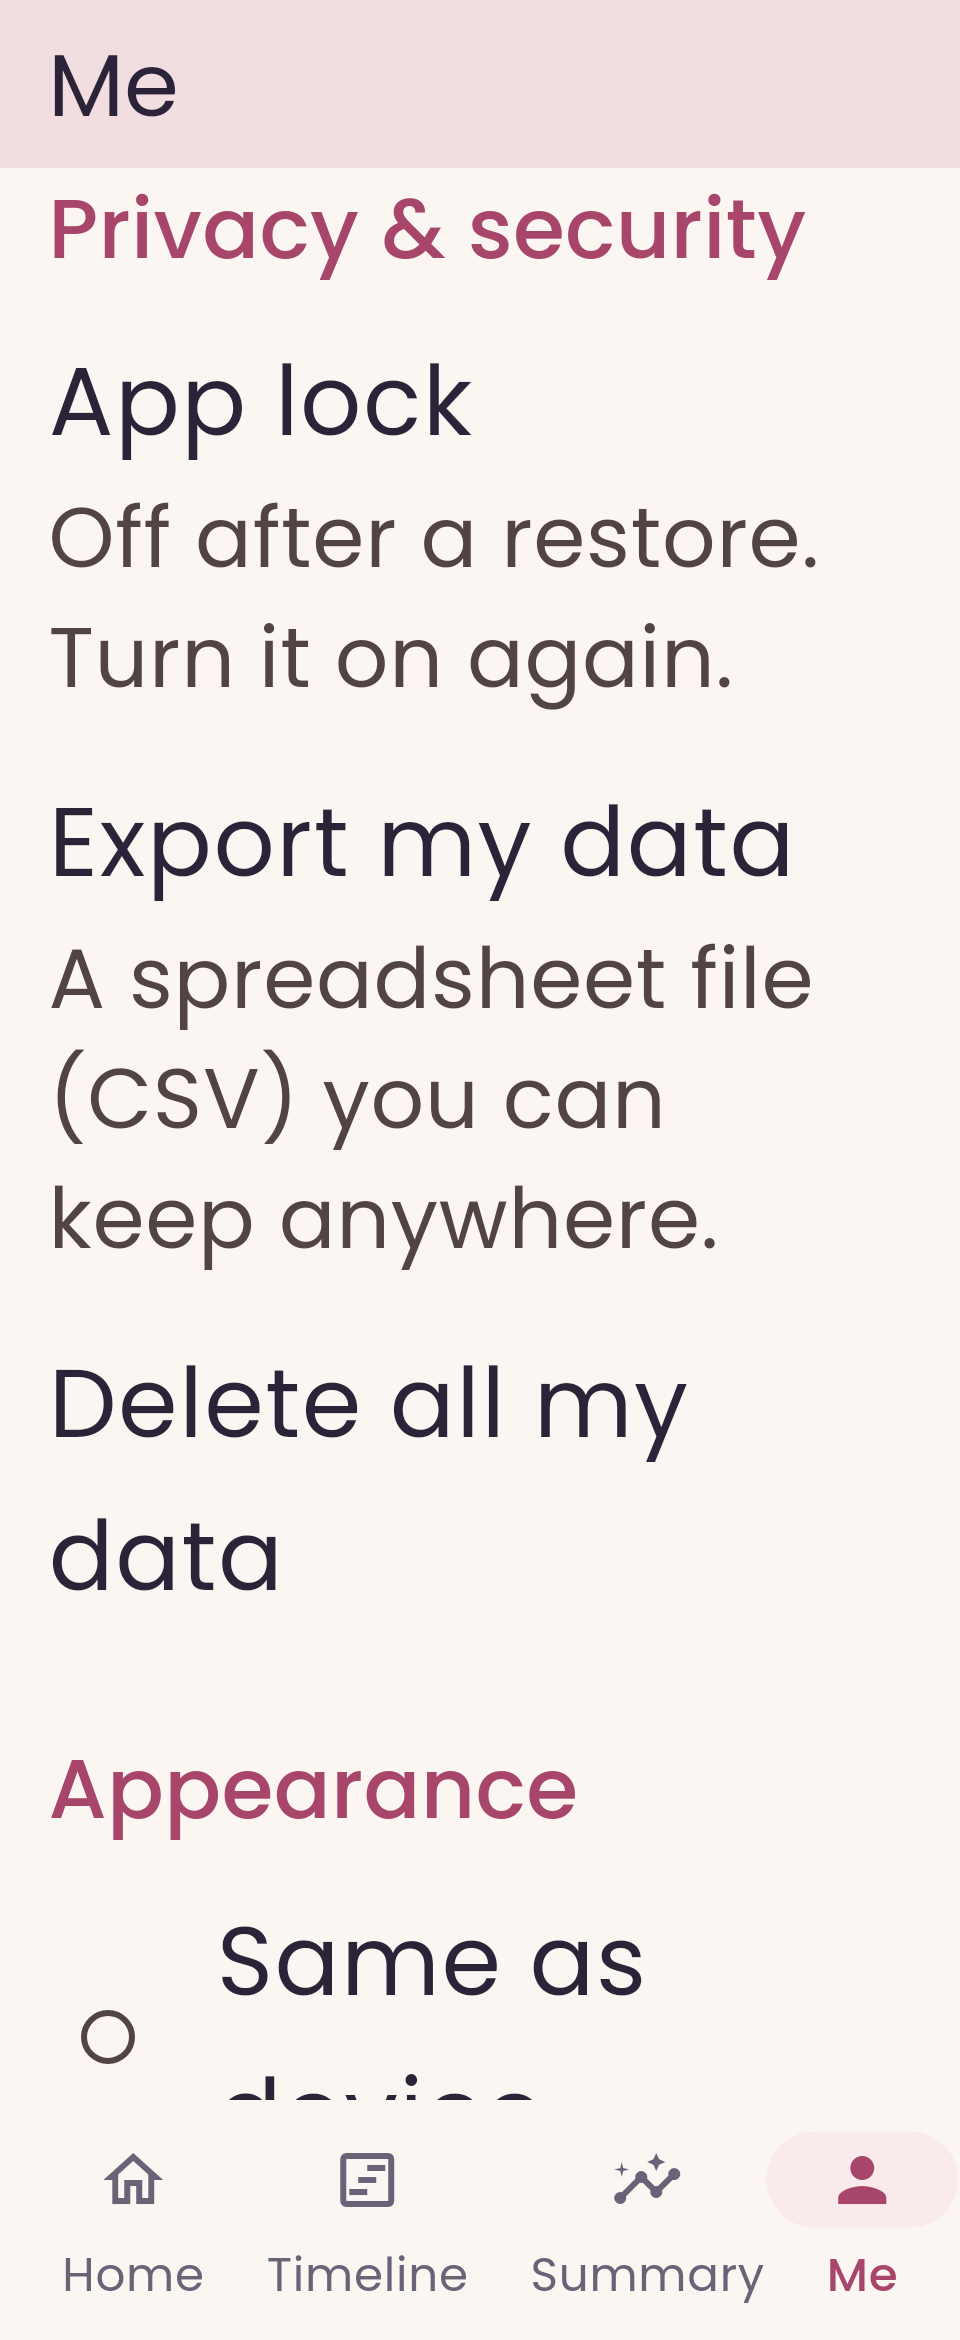 Me
Privacy & security
App lock
Off after a restore.
Turn it on again.
Export my data
A spreadsheet file
(CSV) you can
keep anywhere.
Delete all my
data
Appearance
Same as
device
Home
Timeline
Summary
Me